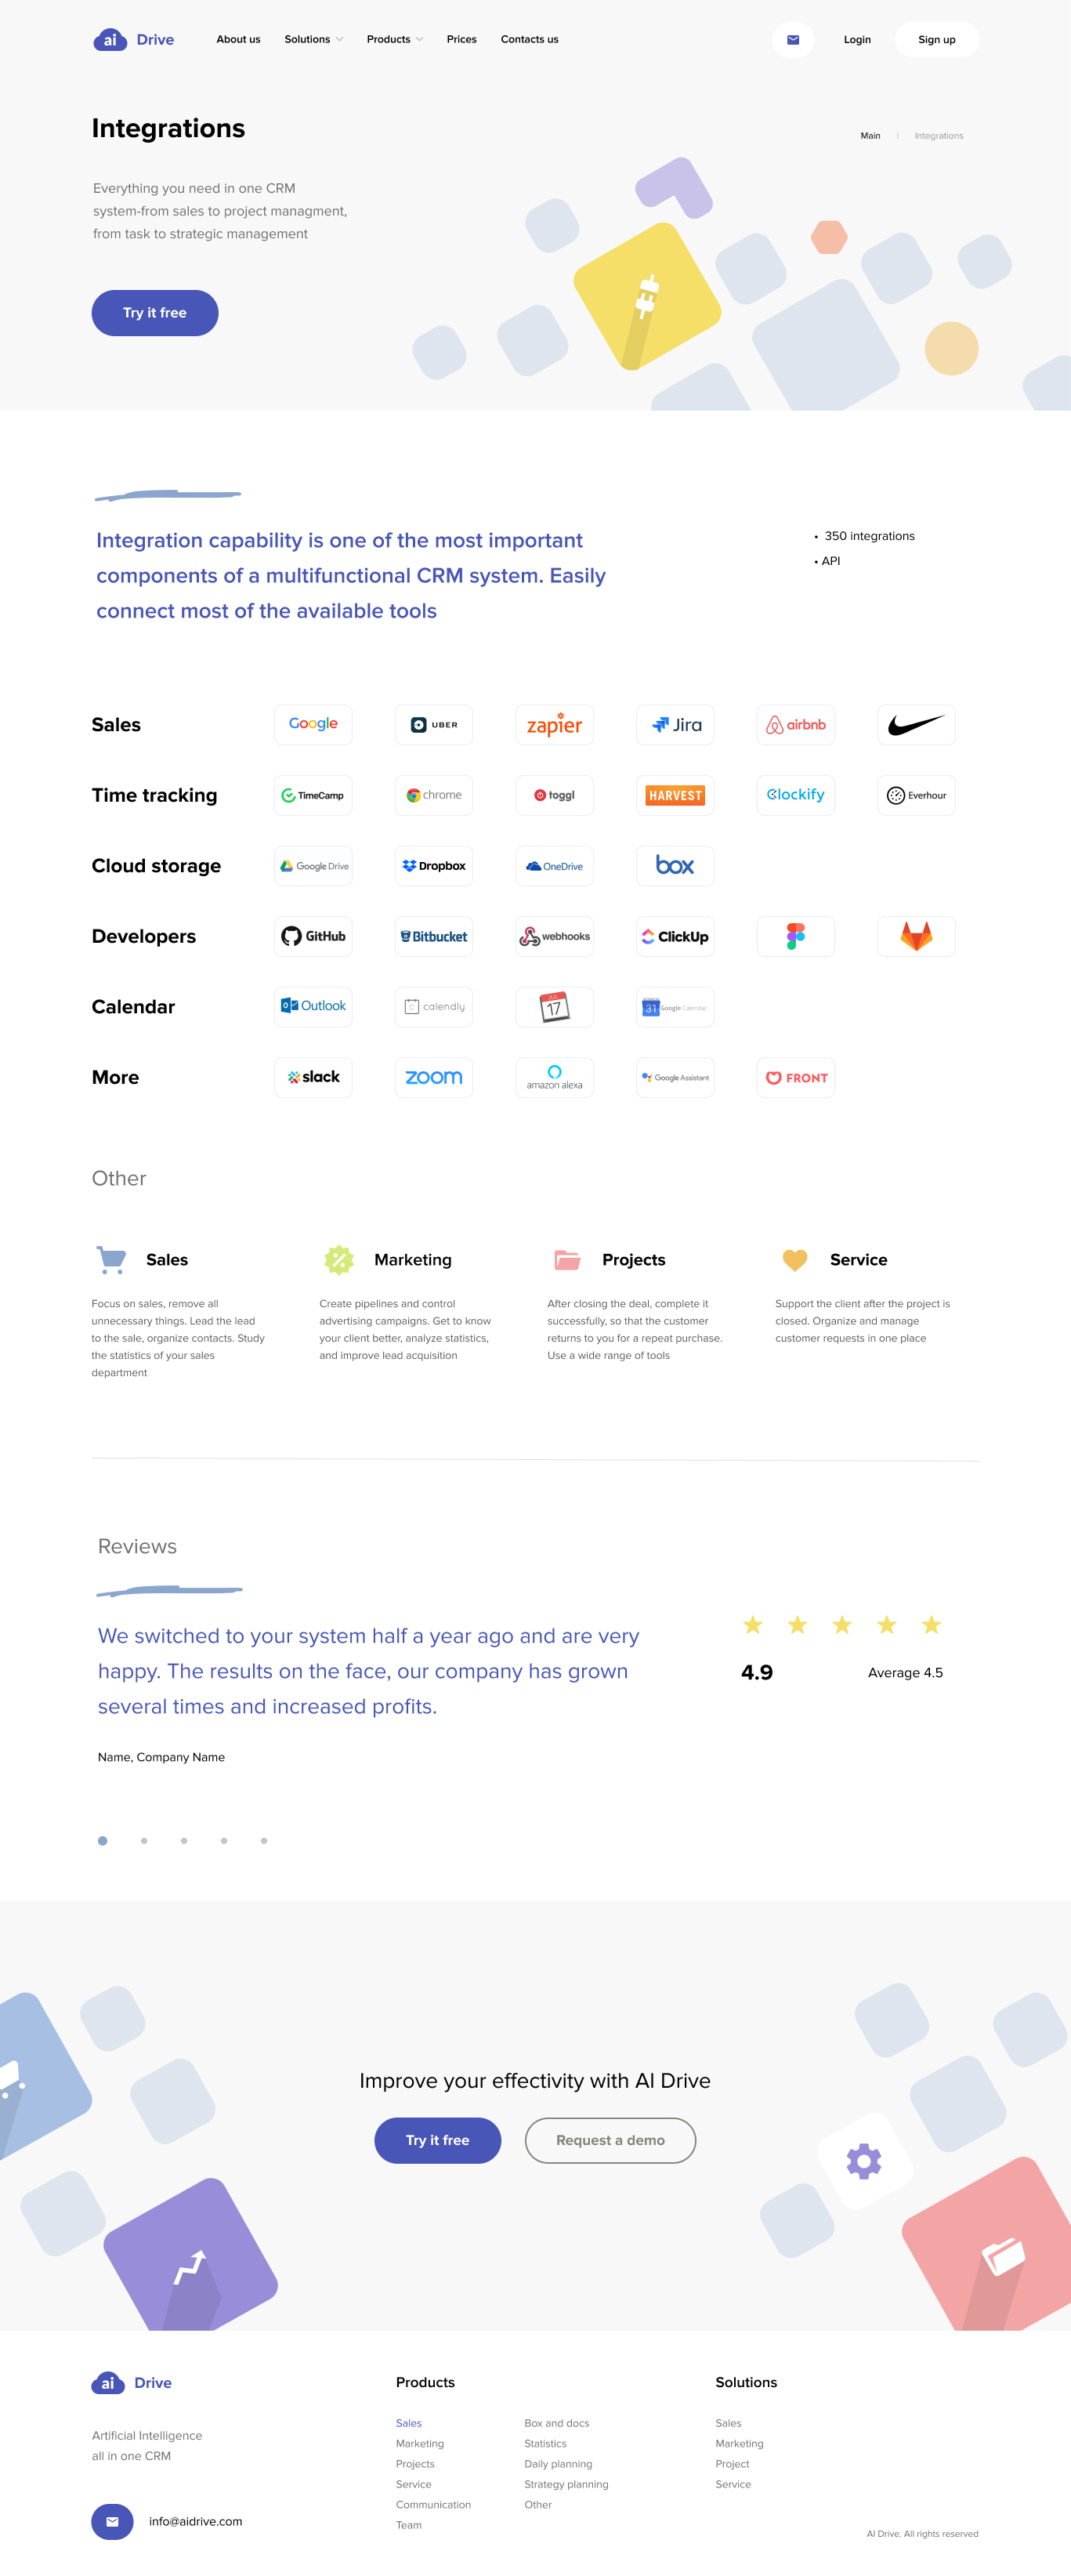 ai Drive
About us Solutions Products Prices Contacts us
Login Sign up
Integrations
Main | Integrations
Everything you need in one CRM
system-from sales to project managment,
from task to strategic management
Try it free
Integration capability is one of the most important
components of a multifunctional CRM system. Easily
connect most of the available tools
• 350 integrations
• API
Sales
Google UBER zapier Jira airbnb
Time tracking
TimeCamp chrome toggl HARVEST Clockify Everhour
Cloud storage
Google Drive Dropbox OneDrive box
Developers
GitHub Bitbucket webhooks ClickUp
Calendar
Outlook calendly JUL 17 31 Google Calendar
More
slack zoom amazon alexa Google Assistant FRONT
Other
Sales
Focus on sales, remove all
unnecessary things. Lead the lead
to the sale, organize contacts. Study
the statistics of your sales
department
Marketing
Create pipelines and control
advertising campaigns. Get to know
your client better, analyze statistics,
and improve lead acquisition
Projects
After closing the deal, complete it
successfully, so that the customer
returns to you for a repeat purchase.
Use a wide range of tools
Service
Support the client after the project is
closed. Organize and manage
customer requests in one place
Reviews
We switched to your system half a year ago and are very
happy. The results on the face, our company has grown
several times and increased profits.
Name, Company Name
4.9 Average 4.5
Improve your effectivity with AI Drive
Try it free Request a demo
ai Drive
Artificial Intelligence
all in one CRM
info@aidrive.com
Products
Sales
Marketing
Projects
Service
Communication
Team
Box and docs
Statistics
Daily planning
Strategy planning
Other
Solutions
Sales
Marketing
Project
Service
AI Drive. All rights reserved